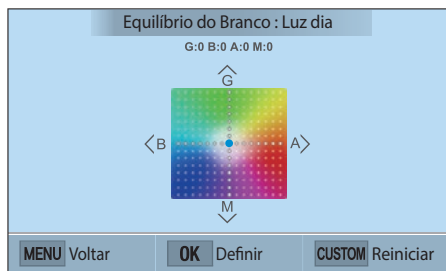 Equilíbrio do Branco : Luz dia
G:0 B:0 A:0 M:0
G
B
A
M
MENU Voltar
OK Definir
CUSTOM Reiniciar